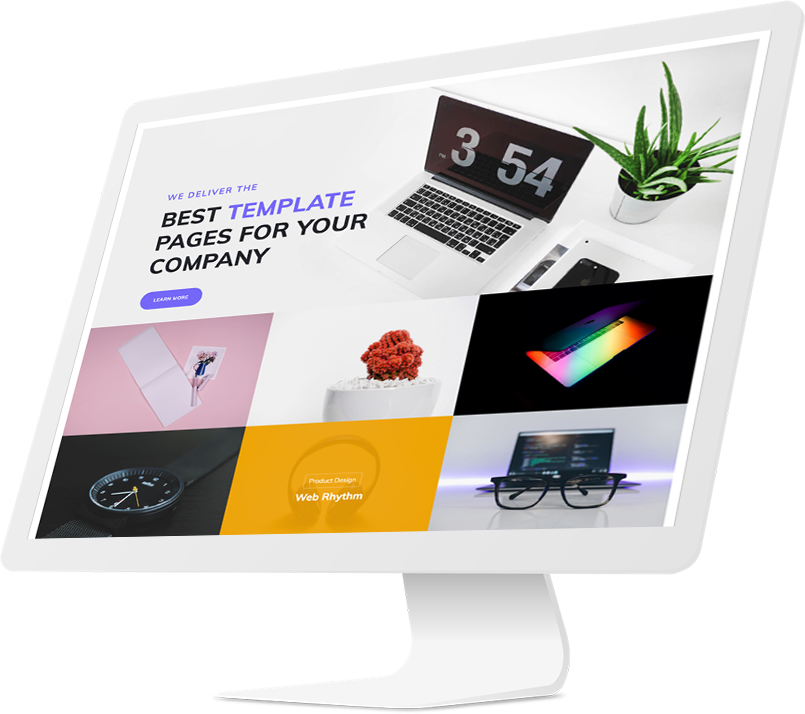 WE DELIVER THE
BEST TEMPLATE
PAGES FOR YOUR
COMPANY
LEARN MORE
3 54
Product Design
Web Rhythm